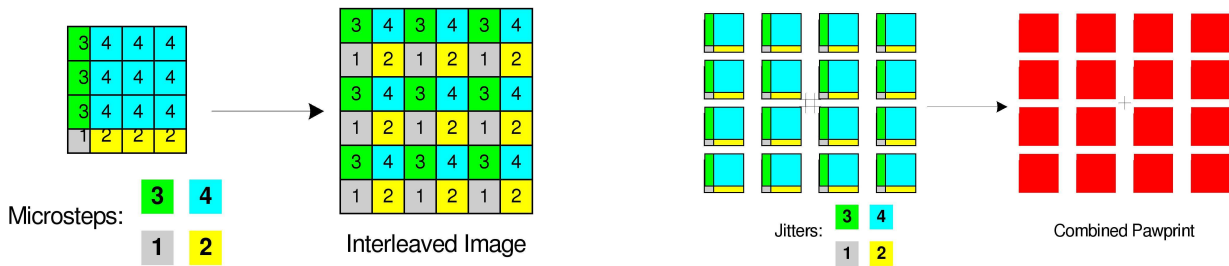 3 4 4 4
3 4 4 4
3 4 4 4
1 2 2 2
Microsteps:
3 4
1 2
3 4 3 4 3 4
1 2 1 2 1 2
3 4 3 4 3 4
1 2 1 2 1 2
3 4 3 4 3 4
1 2 1 2 1 2
Interleaved Image
Jitters:
3 4
1 2
Combined Pawprint